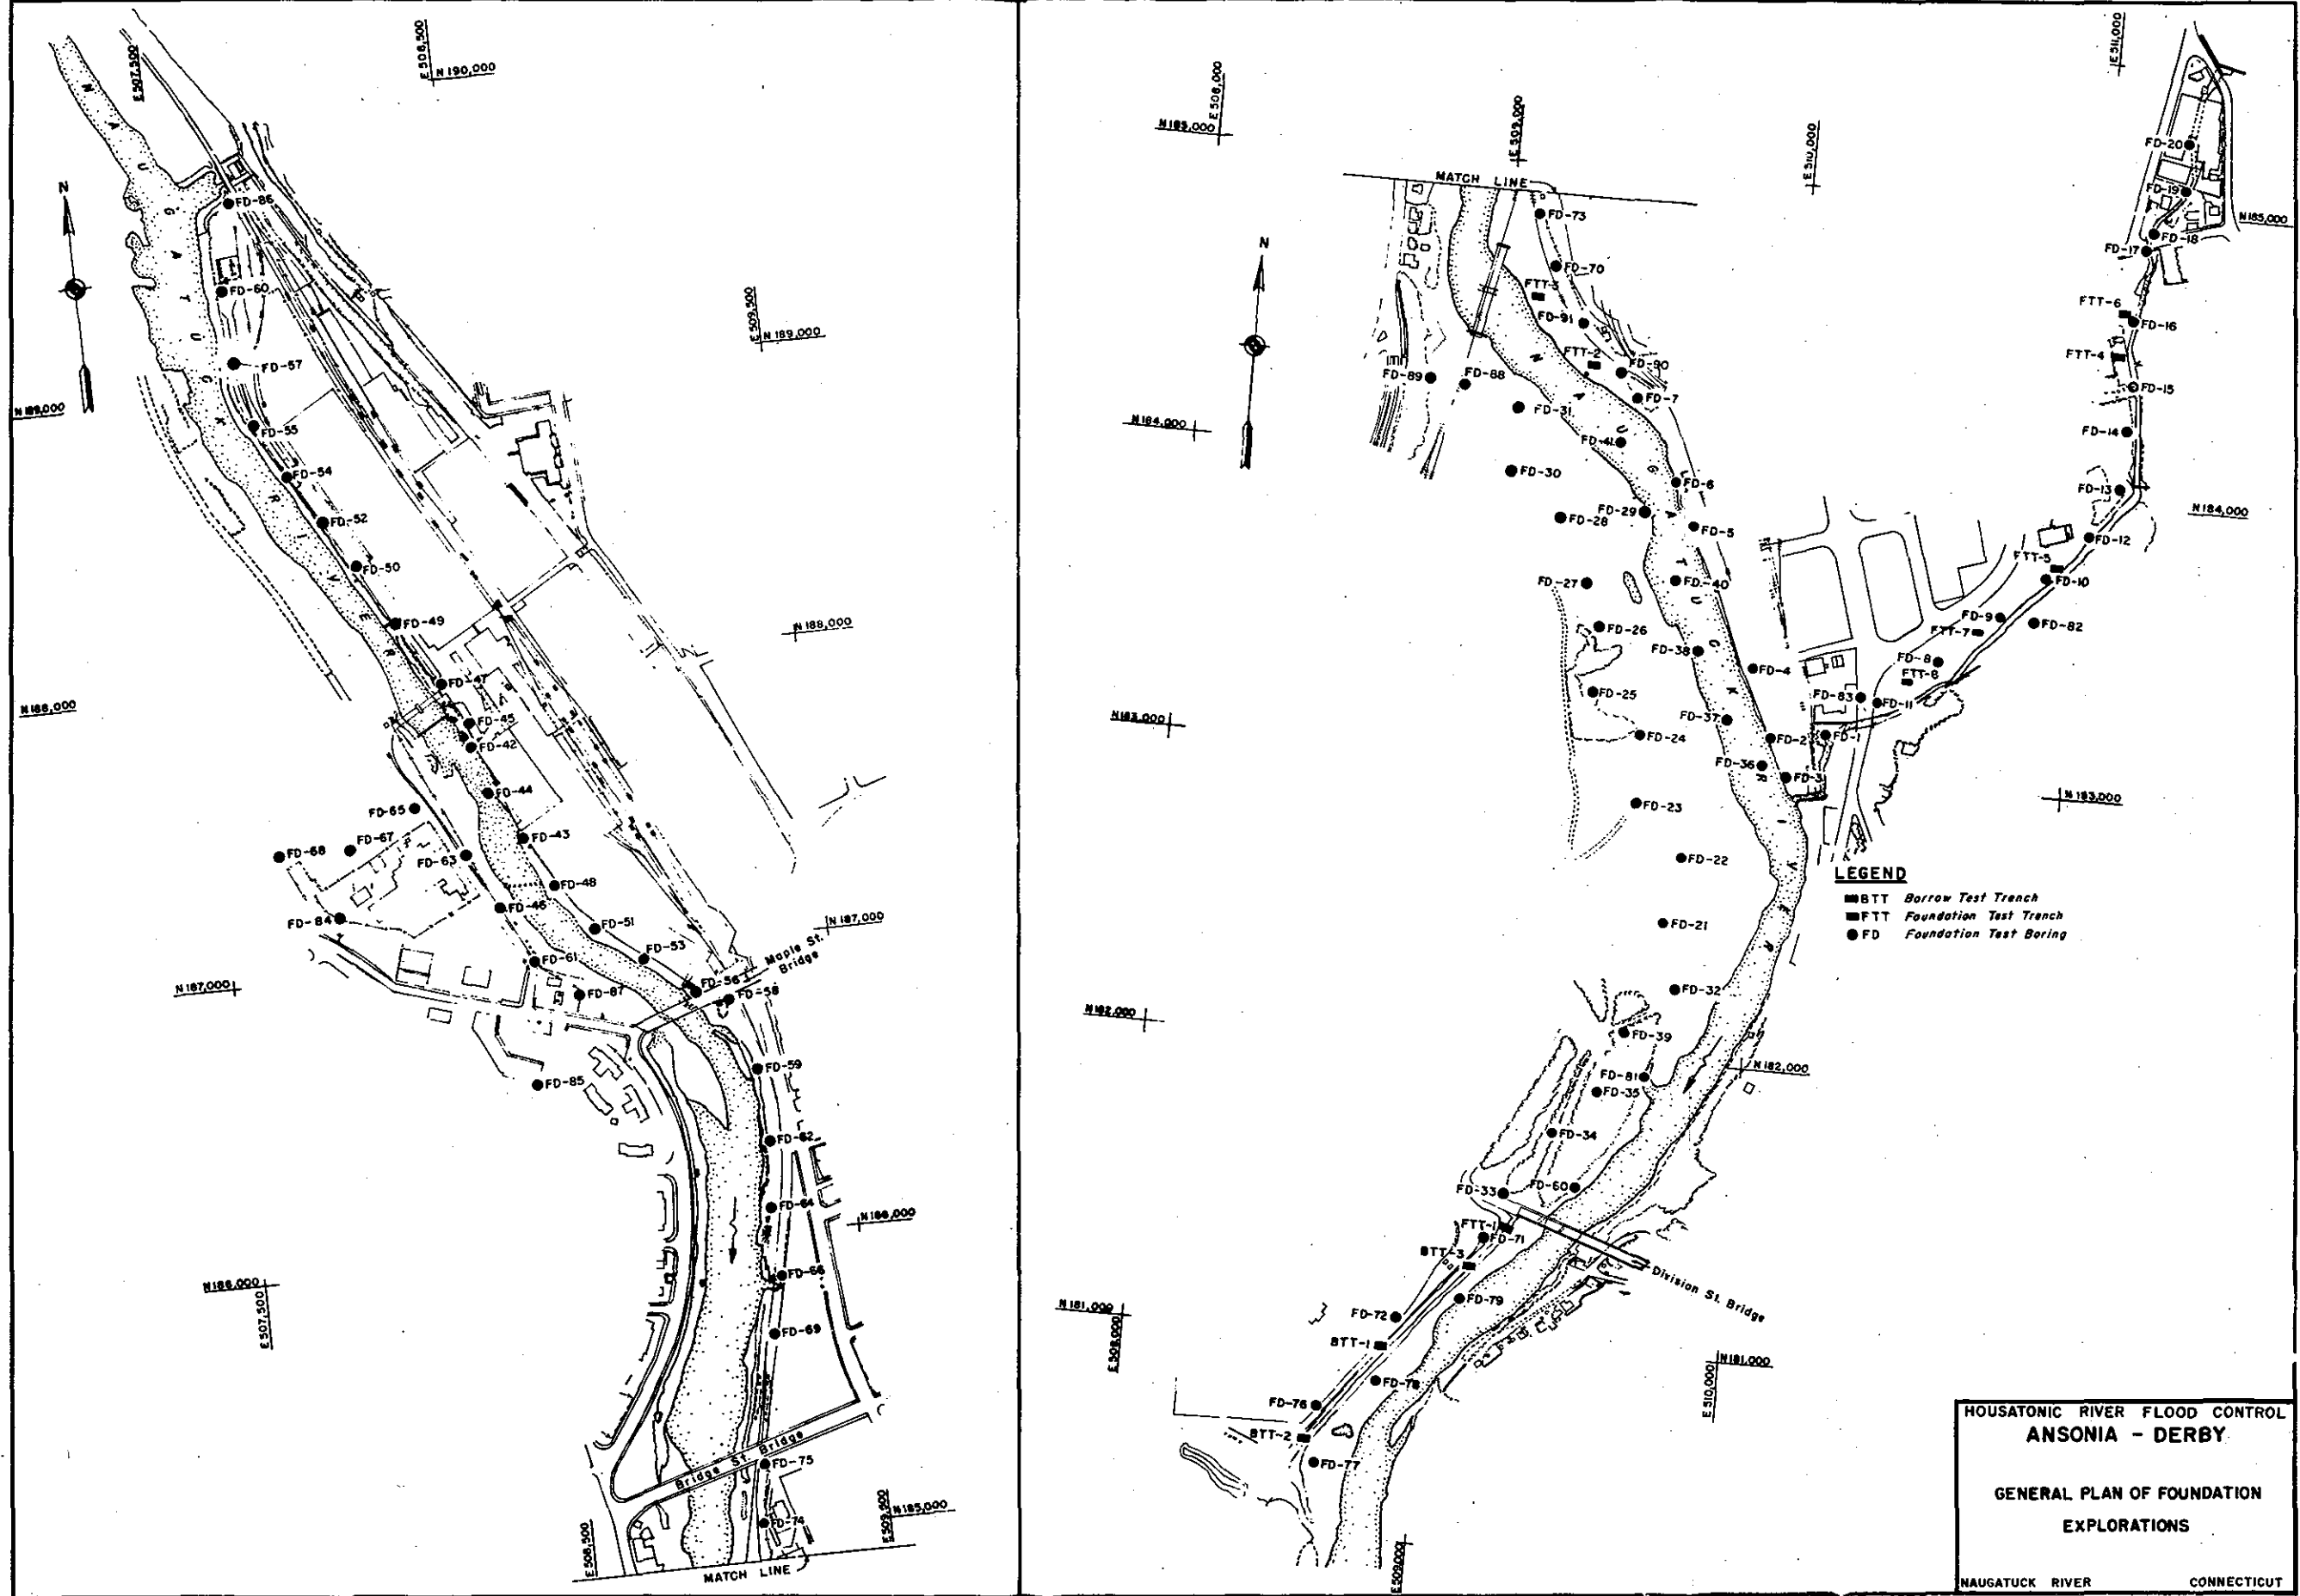 E 507,500
E 508,500
N 190,000
NAUGATUCK RIVER
N
FD-86
FD-60
FD-57
E 509,500
N 189,000
N 189,000
FD-55
FD-54
FD-52
FD-50
FD-49
N 188,000
FD-47
N 188,000
FD-45
FD-42
FD-44
FD-65
FD-43
FD-67
FD-68
FD-63
FD-48
FD-46
FD-84
FD-51
N 187,000
FD-53
Maple St.
Bridge
FD-61
FD-56
FD-58
FD-87
N 187,000
FD-59
FD-85
FD-62
FD-64
N 186,000
FD-66
N 186,000
E 507,500
FD-69
Bridge St. Bridge
FD-75
E 509,500
N 185,000
FD-74
E 508,500
MATCH LINE
E 508,000
N 185,000
E 509,000
E 510,000
E 511,000
MATCH LINE
FD-20
FD-19
FD-73
N 185,000
FD-18
FD-17
N
FD-70
FTT-3
FD-91
FTT-6
FD-16
FTT-2
FTT-4
FD-90
FD-89
FD-88
FD-15
FD-7
FD-31
N 184,000
FD-14
FD-41
NAUGATUCK RIVER
FD-30
FD-6
FD-13
FD-29
N 184,000
FD-28
FD-5
FD-12
FTT-5
FD-27
FD-40
FD-10
FD-9
FD-82
FD-26
FTT-7
FD-38
FD-8
FD-4
FTT-8
FD-25
FD-83
FD-11
N 183,000
FD-37
FD-24
FD-2
FD-1
FD-36
FD-3
N 183,000
FD-23
FD-22
LEGEND
BTT Borrow Test Trench
FTT Foundation Test Trench
FD Foundation Test Boring
FD-21
FD-32
N 182,000
FD-39
N 182,000
FD-81
FD-35
FD-34
FD-33
FD-60
FTT-1
FD-71
BTT-3
Division St. Bridge
FD-79
N 181,000
FD-72
E 508,000
BTT-1
N 181,000
E 510,000
FD-78
FD-76
BTT-2
FD-77
E 509,000
HOUSATONIC RIVER FLOOD CONTROL
ANSONIA - DERBY
GENERAL PLAN OF FOUNDATION
EXPLORATIONS
NAUGATUCK RIVER CONNECTICUT